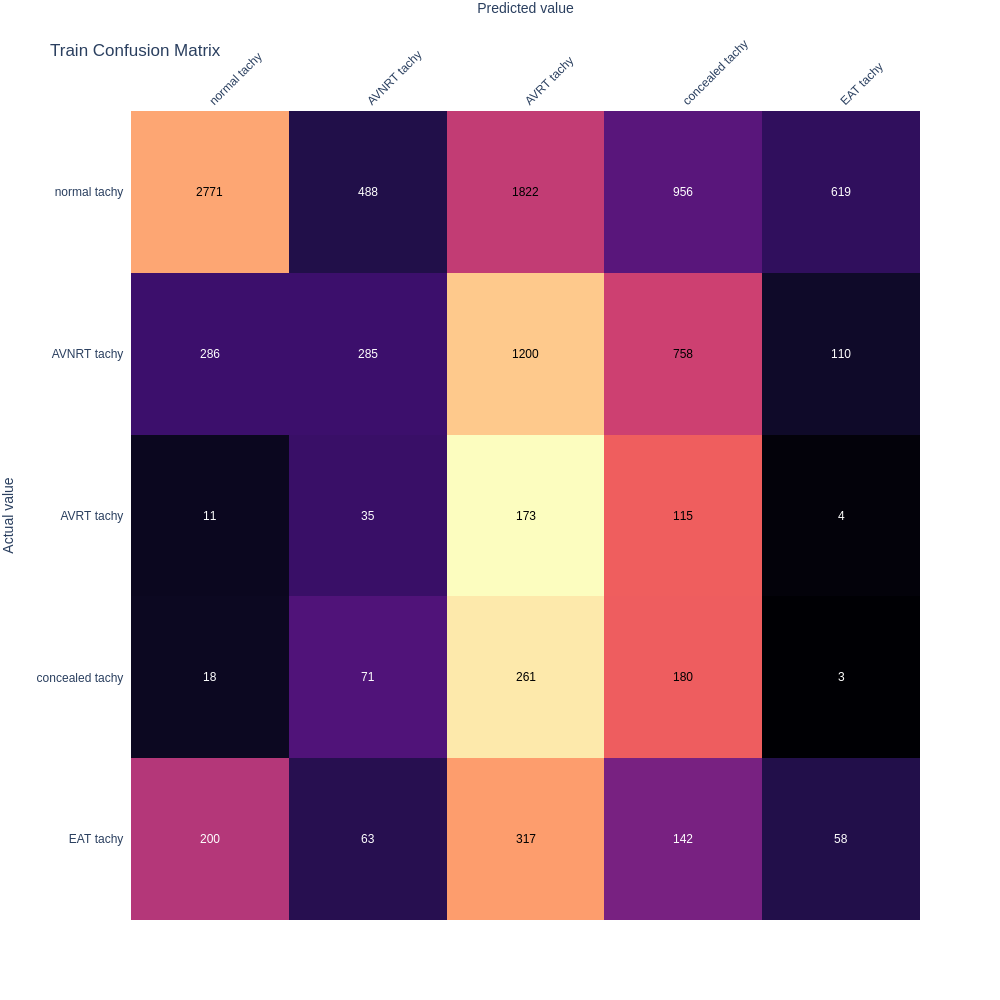 Predicted value
Train Confusion Matrix
normal tachy
AVNRT tachy
AVRT tachy
concealed tachy
EAT tachy
normal tachy 2771 488 1822 956 619
AVNRT tachy 286 285 1200 758 110
Actual value
AVRT tachy 11 35 173 115 4
concealed tachy 18 71 261 180 3
EAT tachy 200 63 317 142 58